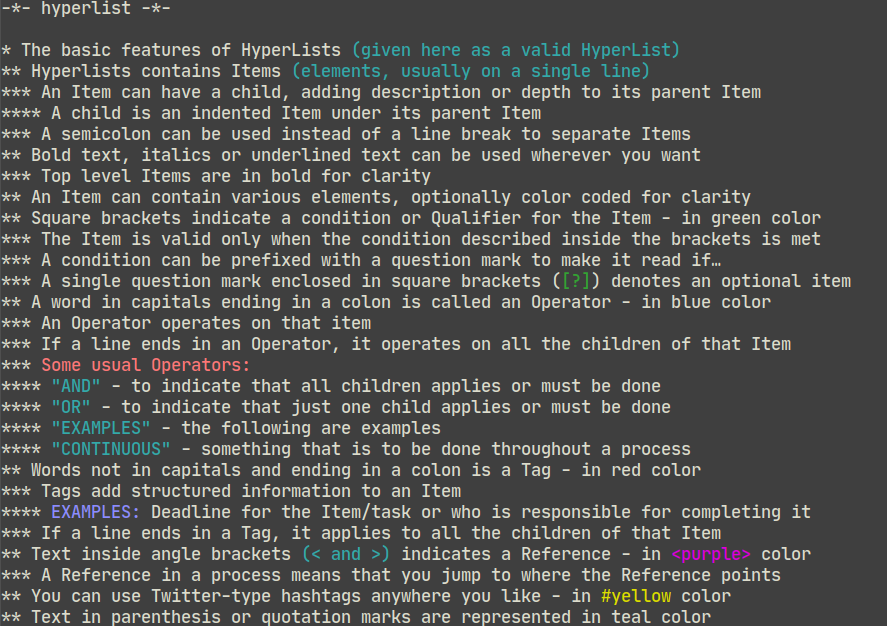 -*- hyperlist -*-
* The basic features of HyperLists (given here as a valid HyperList)
** Hyperlists contains Items (elements, usually on a single line)
*** An Item can have a child, adding description or depth to its parent Item
**** A child is an indented Item under its parent Item
*** A semicolon can be used instead of a line break to separate Items
** Bold text, italics or underlined text can be used wherever you want
*** Top level Items are in bold for clarity
** An Item can contain various elements, optionally color coded for clarity
** Square brackets indicate a condition or Qualifier for the Item - in green color
*** The Item is valid only when the condition described inside the brackets is met
*** A condition can be prefixed with a question mark to make it read if…
*** A single question mark enclosed in square brackets ([?]) denotes an optional item
** A word in capitals ending in a colon is called an Operator - in blue color
*** An Operator operates on that item
*** If a line ends in an Operator, it operates on all the children of that Item
*** Some usual Operators:
**** "AND" - to indicate that all children applies or must be done
**** "OR" - to indicate that just one child applies or must be done
**** "EXAMPLES" - the following are examples
**** "CONTINUOUS" - something that is to be done throughout a process
** Words not in capitals and ending in a colon is a Tag - in red color
*** Tags add structured information to an Item
**** EXAMPLES: Deadline for the Item/task or who is responsible for completing it
*** If a line ends in a Tag, it applies to all the children of that Item
** Text inside angle brackets (< and >) indicates a Reference - in <purple> color
*** A Reference in a process means that you jump to where the Reference points
** You can use Twitter-type hashtags anywhere you like - in #yellow color
** Text in parenthesis or quotation marks are represented in teal color